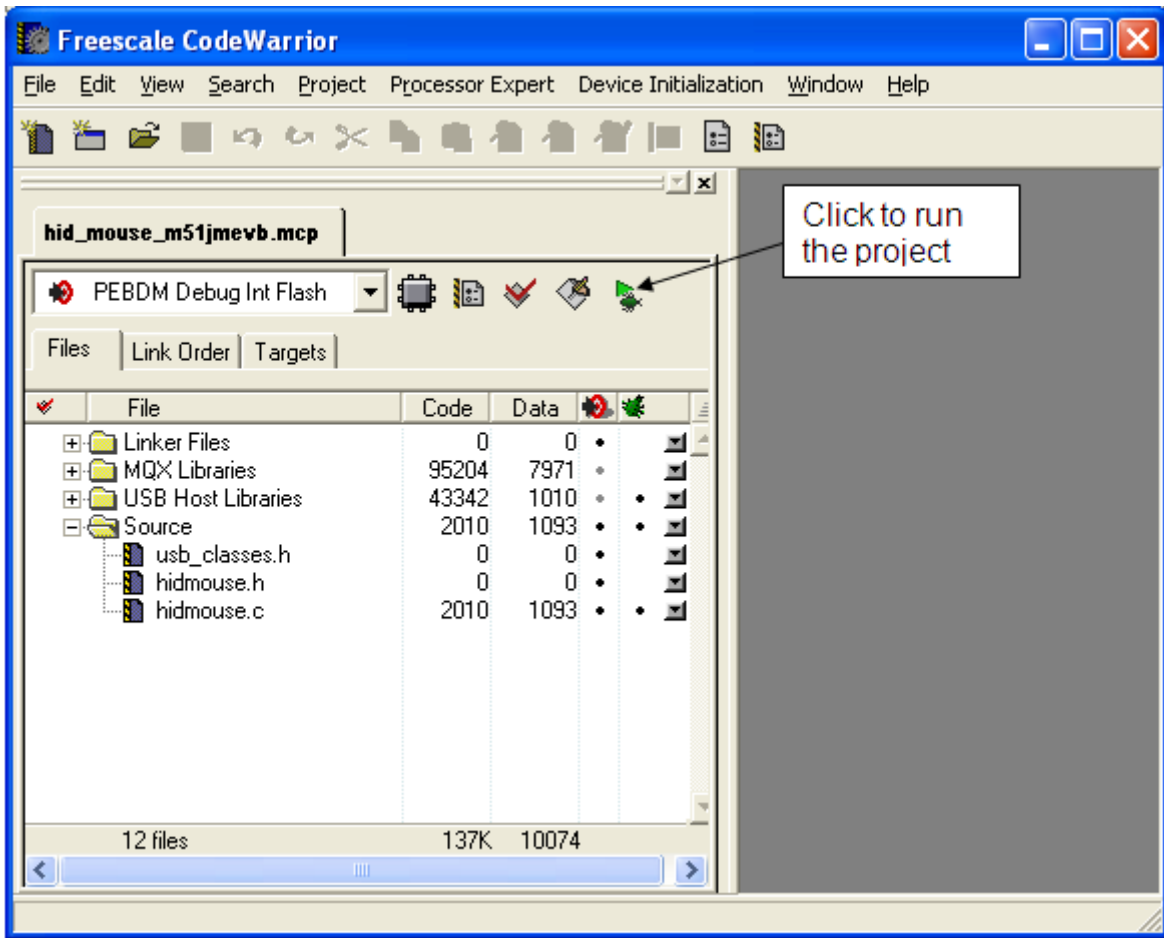 Freescale CodeWarrior
File Edit View Search Project Processor Expert Device Initialization Window Help
hid_mouse_m51jmevb.mcp
Click to run
the project
PEBDM Debug Int Flash
Files Link Order Targets
File Code Data
Linker Files 0 0
MQX Libraries 95204 7971
USB Host Libraries 43342 1010
Source 2010 1093
usb_classes.h 0 0
hidmouse.h 0 0
hidmouse.c 2010 1093
12 files 137K 10074